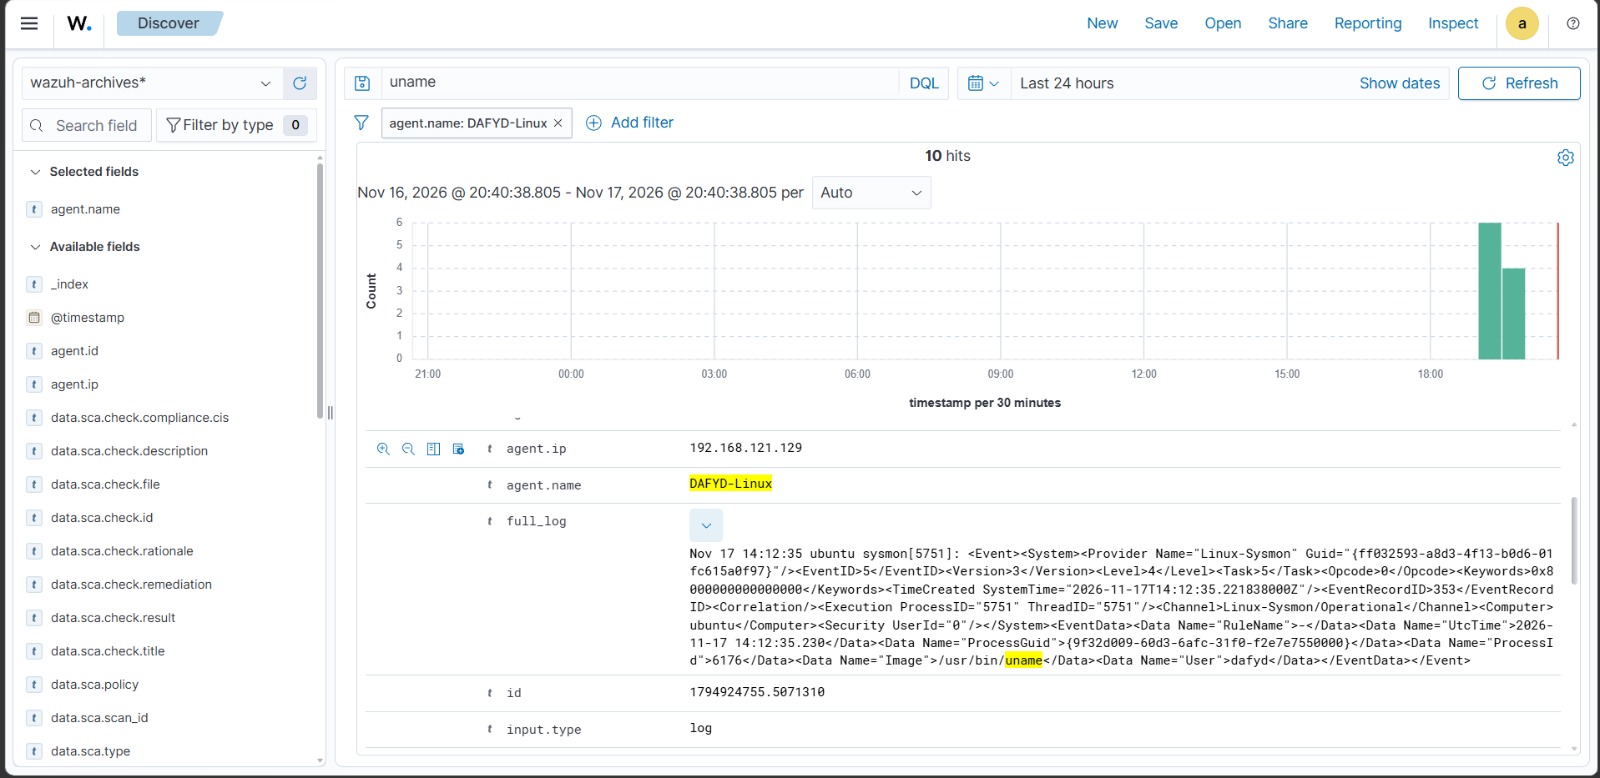 W.
Discover
New Save Open Share Reporting Inspect a
wazuh-archives*
uname
DQL
Last 24 hours
Show dates
Refresh
Search field
Filter by type 0
agent.name: DAFYD-Linux
Add filter
Selected fields
agent.name
Available fields
_index
@timestamp
agent.id
agent.ip
data.sca.check.compliance.cis
data.sca.check.description
data.sca.check.file
data.sca.check.id
data.sca.check.rationale
data.sca.check.remediation
data.sca.check.result
data.sca.check.title
data.sca.policy
data.sca.scan_id
data.sca.type
10 hits
Nov 16, 2026 @ 20:40:38.805 - Nov 17, 2026 @ 20:40:38.805 per Auto
Count
6
5
4
3
2
1
0
21:00 00:00 03:00 06:00 09:00 12:00 15:00 18:00
timestamp per 30 minutes
t agent.ip 192.168.121.129
t agent.name DAFYD-Linux
t full_log
Nov 17 14:12:35 ubuntu sysmon[5751]: <Event><System><Provider Name="Linux-Sysmon" Guid="{ff032593-a8d3-4f13-b0d6-01
fc615a0f97}"/><EventID>5</EventID><Version>3</Version><Level>4</Level><Task>5</Task><Opcode>0</Opcode><Keywords>0x8
000000000000000</Keywords><TimeCreated SystemTime="2026-11-17T14:12:35.221838000Z"/><EventRecordID>353</EventRecord
ID><Correlation/><Execution ProcessID="5751" ThreadID="5751"/><Channel>Linux-Sysmon/Operational</Channel><Computer>
ubuntu</Computer><Security UserId="0"/></System><EventData><Data Name="RuleName">-</Data><Data Name="UtcTime">2026-
11-17 14:12:35.230</Data><Data Name="ProcessGuid">{9f32d009-60d3-6afc-31f0-f2e7e7550000}</Data><Data Name="ProcessI
d">6176</Data><Data Name="Image">/usr/bin/uname</Data><Data Name="User">dafyd</Data></EventData></Event>
t id 1794924755.5071310
t input.type log